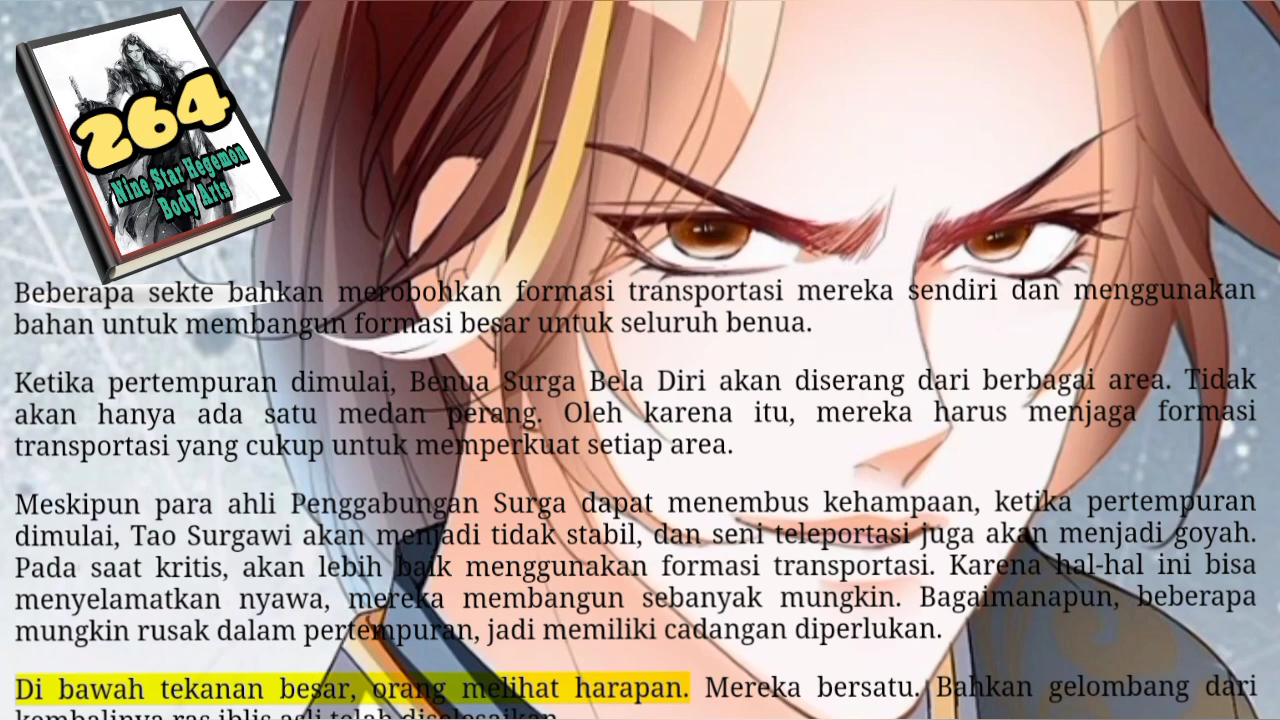 264
Nine Star Hegemon
Body Arts
Beberapa sekte bahkan merobohkan formasi transportasi mereka sendiri dan menggunakan
bahan untuk membangun formasi besar untuk seluruh benua.
Ketika pertempuran dimulai, Benua Surga Bela Diri akan diserang dari berbagai area. Tidak
akan hanya ada satu medan perang. Oleh karena itu, mereka harus menjaga formasi
transportasi yang cukup untuk memperkuat setiap area.
Meskipun para ahli Penggabungan Surga dapat menembus kehampaan, ketika pertempuran
dimulai, Tao Surgawi akan menjadi tidak stabil, dan seni teleportasi juga akan menjadi goyah.
Pada saat kritis, akan lebih baik menggunakan formasi transportasi. Karena hal-hal ini bisa
menyelamatkan nyawa, mereka membangun sebanyak mungkin. Bagaimanapun, beberapa
mungkin rusak dalam pertempuran, jadi memiliki cadangan diperlukan.
Di bawah tekanan besar, orang melihat harapan. Mereka bersatu. Bahkan gelombang dari
kembalinya ras iblis asli telah diselesaikan.